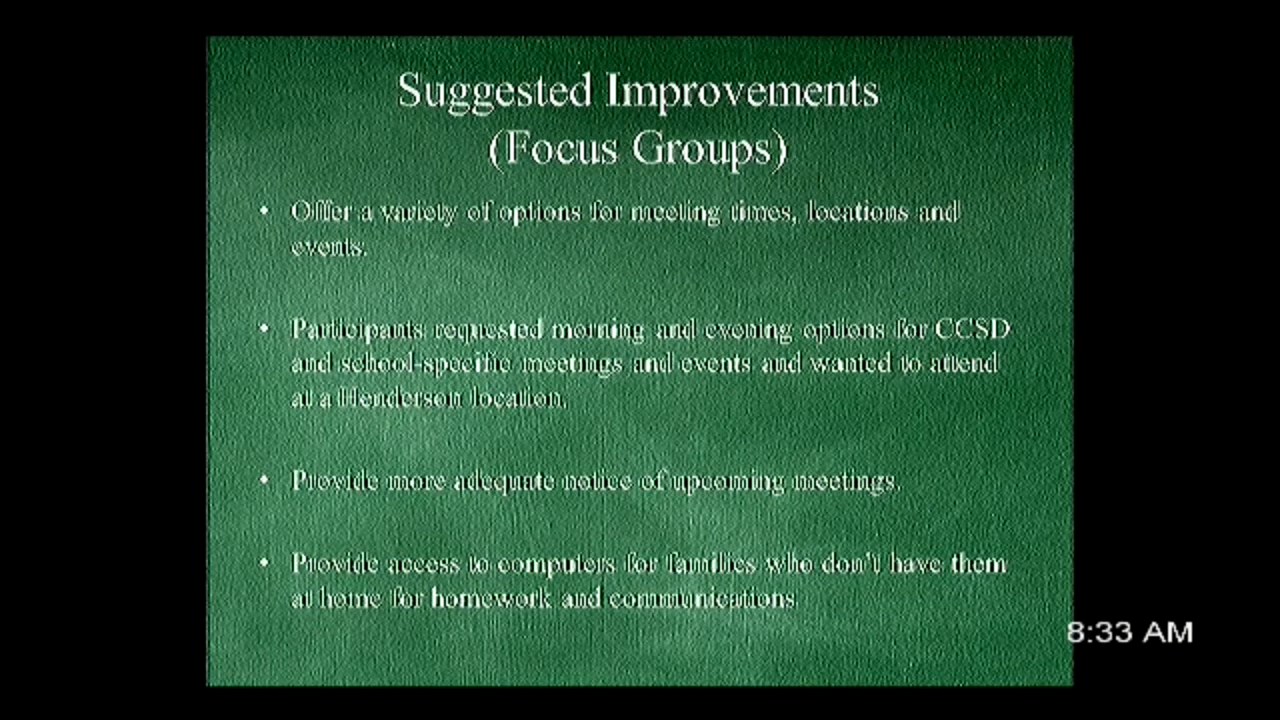 Suggested Improvements
(Focus Groups)
• Offer a variety of options for meeting times, locations and
events.
• Participants requested morning and evening options for CCSD
and school-specific meetings and events and wanted to attend
at a Henderson location.
• Provide more adequate notice of upcoming meetings.
• Provide access to computers for families who don't have them
at home for homework and communications.
8:33 AM